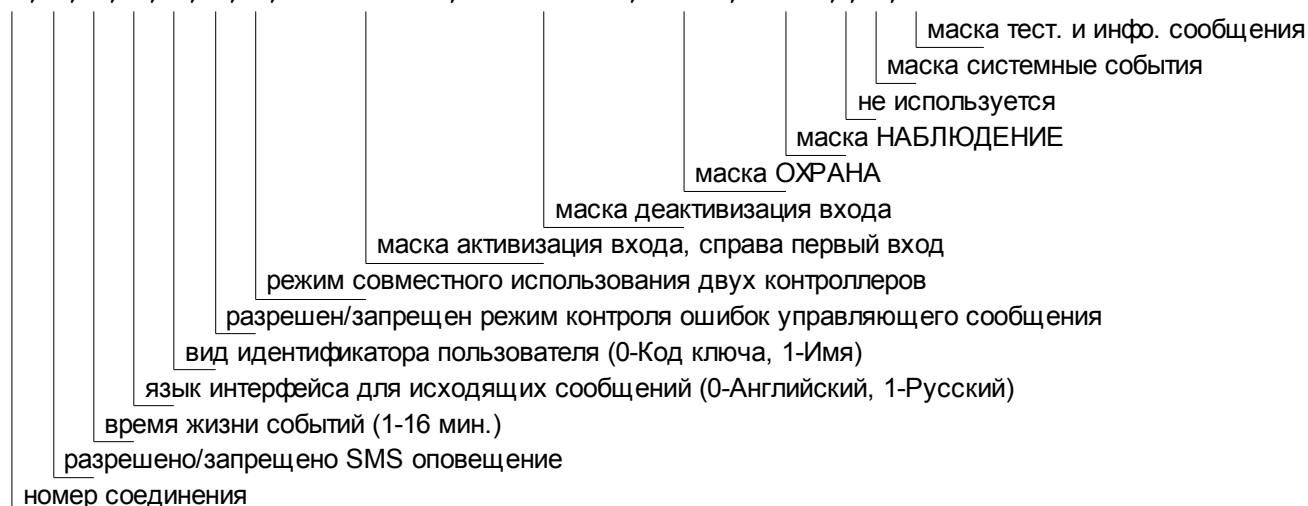 маска тест. и инфо. сообщения
маска системные события
не используется
маска НАБЛЮДЕНИЕ
маска ОХРАНА
маска деактивизация входа
маска активизация входа, справа первый вход
режим совместного использования двух контроллеров
разрешен/запрещен режим контроля ошибок управляющего сообщения
вид идентификатора пользователя (0-Код ключа, 1-Имя)
язык интерфейса для исходящих сообщений (0-Английский, 1-Русский)
время жизни событий (1-16 мин.)
разрешено/запрещено SMS оповещение
номер соединения